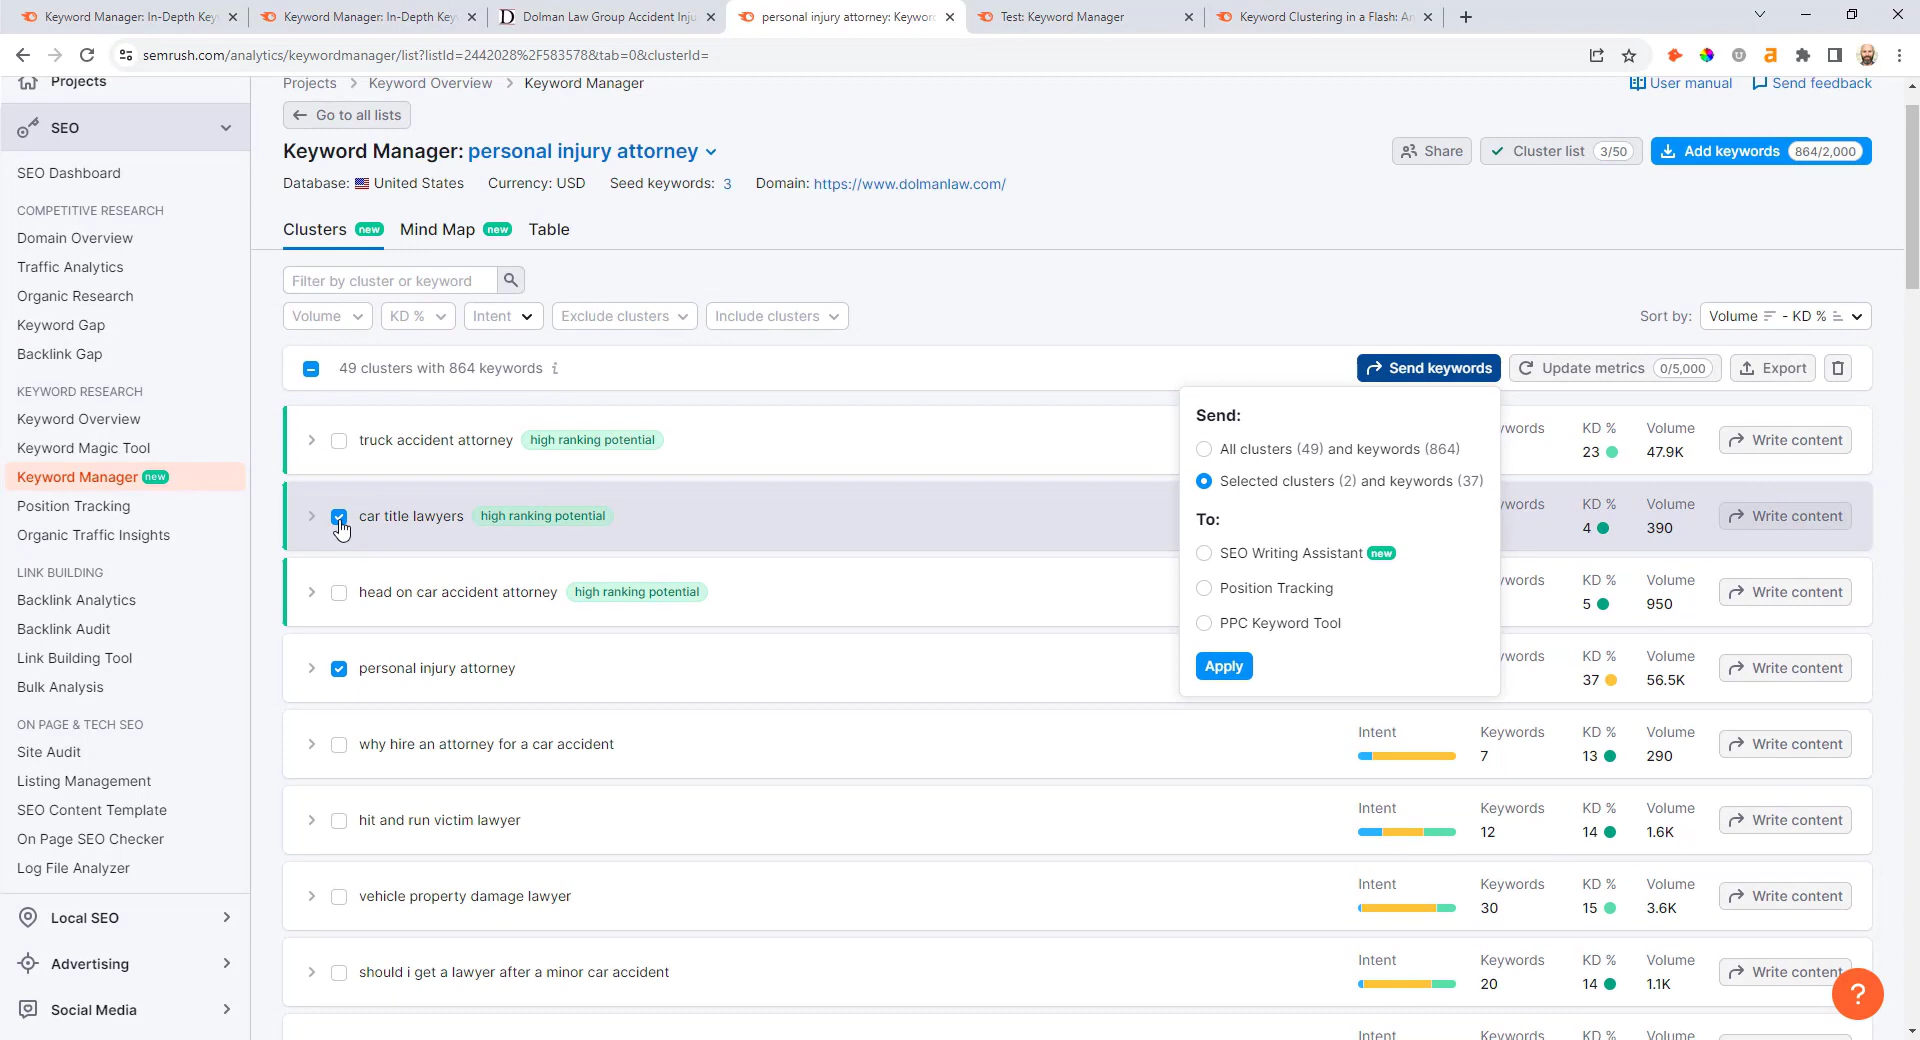 Keyword Manager: In-Depth Key
Keyword Manager: In-Depth Key
Dolman Law Group Accident Inju
personal injury attorney: Keywor
Test: Keyword Manager
Keyword Clustering in a Flash: A
semrush.com/analytics/keywordmanager/list?listId=2442028%2F583578&tab=0&clusterId=
Projects
SEO
SEO Dashboard
COMPETITIVE RESEARCH
Domain Overview
Traffic Analytics
Organic Research
Keyword Gap
Backlink Gap
KEYWORD RESEARCH
Keyword Overview
Keyword Magic Tool
Keyword Manager new
Position Tracking
Organic Traffic Insights
LINK BUILDING
Backlink Analytics
Backlink Audit
Link Building Tool
Bulk Analysis
ON PAGE & TECH SEO
Site Audit
Listing Management
SEO Content Template
On Page SEO Checker
Log File Analyzer
Local SEO
Advertising
Social Media
Projects > Keyword Overview > Keyword Manager
User manual Send feedback
← Go to all lists
Keyword Manager: personal injury attorney
Share Cluster list 3/50 Add keywords 864/2,000
Database: United States Currency: USD Seed keywords: 3 Domain: https://www.dolmanlaw.com/
Clusters new Mind Map new Table
Filter by cluster or keyword
Volume KD % Intent Exclude clusters Include clusters
Sort by: Volume - KD %
49 clusters with 864 keywords i
Send keywords Update metrics 0/5,000 Export
Send:
All clusters (49) and keywords (864)
Selected clusters (2) and keywords (37)
To:
SEO Writing Assistant new
Position Tracking
PPC Keyword Tool
Apply
truck accident attorney high ranking potential
ywords KD % Volume
23 47.9K
Write content
car title lawyers high ranking potential
ywords KD % Volume
4 390
Write content
head on car accident attorney high ranking potential
ywords KD % Volume
5 950
Write content
personal injury attorney
ywords KD % Volume
37 56.5K
Write content
why hire an attorney for a car accident
Intent Keywords KD % Volume
7 13 290
Write content
hit and run victim lawyer
Intent Keywords KD % Volume
12 14 1.6K
Write content
vehicle property damage lawyer
Intent Keywords KD % Volume
30 15 3.6K
Write content
should i get a lawyer after a minor car accident
Intent Keywords KD % Volume
20 14 1.1K
Write content
?
Intent Keywords KD % Volume